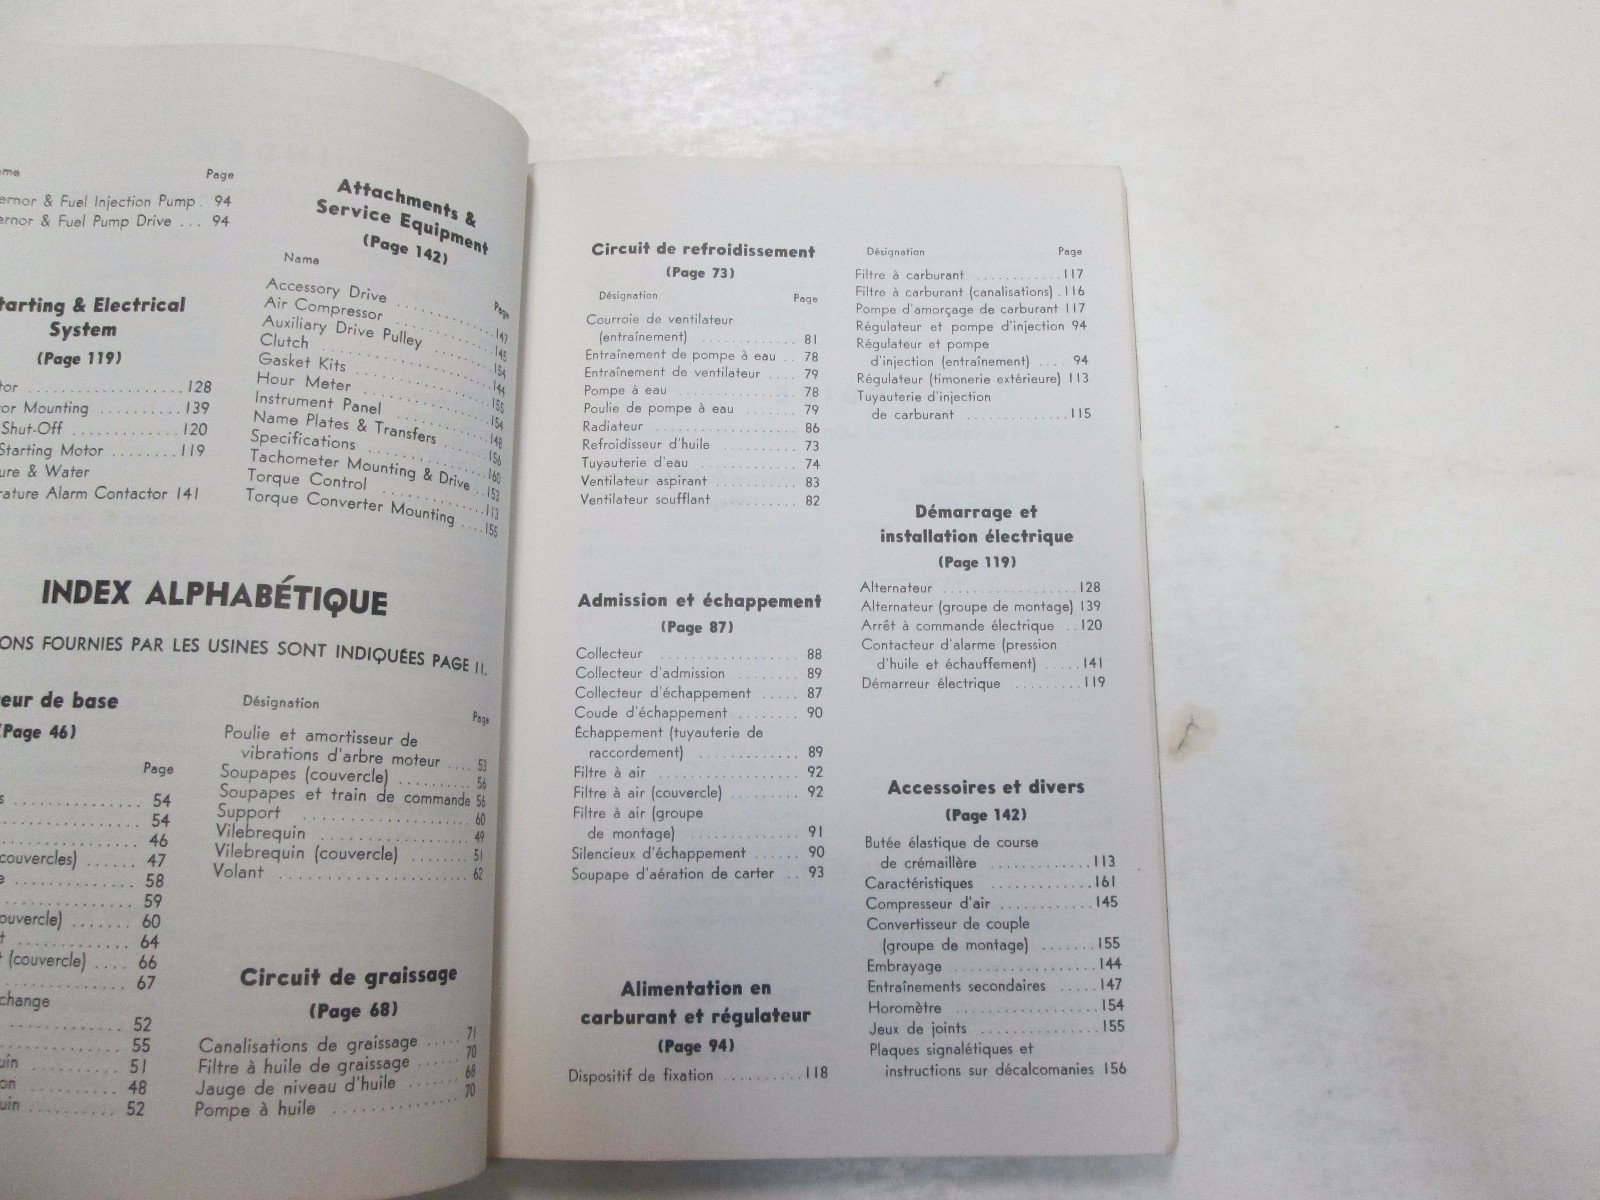 Page
& Fuel Injection Pump . 94
& Fuel Pump Drive ... 94
& Electrical
System
(Page 119)
................ 128
Mounting .......... 139
Shut-Off ............ 120
Starting Motor ........ 119
& Water
Alarm Contactor 141
Attachments &
Service Equipment
(Page 142)
Name Page
Accessory Drive ............ 147
Air Compressor ............ 145
Auxiliary Drive Pulley ....... 154
Clutch ................ 144
Gasket Kits ............ 155
Hour Meter ............ 154
Instrument Panel ........ 148
Name Plates & Transfers ..... 156
Specifications ............ 160
Tachometer Mounting & Drive .. 153
Torque Control ............ 113
Torque Converter Mounting .... 155
INDEX ALPHABÉTIQUE
FOURNIES PAR LES USINES SONT INDIQUÉES PAGE II.
de base
(Page 46)
Page
............. 54
............. 54
............. 46
(couvercles) ...... 47
............. 58
............. 59
....... 60
............. 64
(couvercle) .... 66
............. 67
............. 52
............. 55
............. 51
............. 48
............. 52
Désignation Page
Poulie et amortisseur de
vibrations d'arbre moteur .... 53
Soupapes (couvercle) ........ 56
Soupapes et train de commande 56
Support .................. 60
Vilebrequin ................ 49
Vilebrequin (couvercle) ........ 51
Volant .................... 62
Circuit de graissage
(Page 68)
Canalisations de graissage ..... 71
Filtre à huile de graissage ...... 70
Jauge de niveau d'huile ....... 68
Pompe à huile .............. 70
Circuit de refroidissement
(Page 73)
Désignation Page
Courroie de ventilateur
(entraînement) ............ 81
Entraînement de pompe à eau .. 78
Entraînement de ventilateur .... 79
Pompe à eau ............... 78
Poulie de pompe à eau ........ 79
Radiateur .................. 86
Refroidisseur d'huile .......... 73
Tuyauterie d'eau ............ 74
Ventilateur aspirant ........... 83
Ventilateur soufflant .......... 82
Admission et échappement
(Page 87)
Collecteur .................. 88
Collecteur d'admission ........ 89
Collecteur d'échappement ..... 87
Coude d'échappement ........ 90
Échappement (tuyauterie de
raccordement) ............ 89
Filtre à air .................. 92
Filtre à air (couvercle) ......... 92
Filtre à air (groupe
de montage) .............. 91
Silencieux d'échappement ...... 90
Soupape d'aération de carter .. 93
Alimentation en
carburant et régulateur
(Page 94)
Dispositif de fixation .......... 118
Désignation Page
Filtre à carburant ............ 117
Filtre à carburant (canalisations) . 116
Pompe d'amorçage de carburant 117
Régulateur et pompe d'injection 94
Régulateur et pompe
d'injection (entraînement) .... 94
Régulateur (timonerie extérieure) 113
Tuyauterie d'injection
de carburant .............. 115
Démarrage et
installation électrique
(Page 119)
Alternateur ................. 128
Alternateur (groupe de montage) 139
Arrêt à commande électrique .. 120
Contacteur d'alarme (pression
d'huile et échauffement) ..... 141
Démarreur électrique ......... 119
Accessoires et divers
(Page 142)
Butée élastique de course
de crémaillère ............ 113
Caractéristiques ............ 161
Compresseur d'air ............ 145
Convertisseur de couple
(groupe de montage) ....... 155
Embrayage ................. 144
Entraînements secondaires ..... 147
Horomètre ................. 154
Jeux de joints .............. 155
Plaques signalétiques et
instructions sur décalcomanies 156